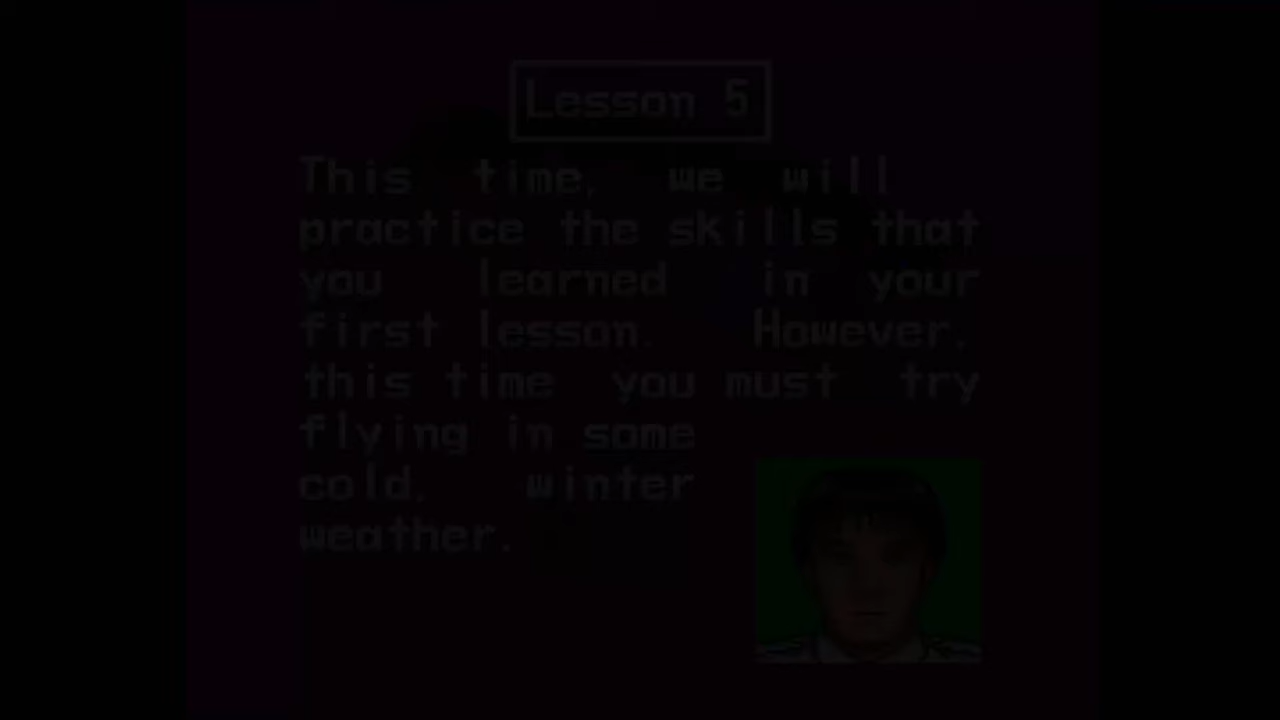 Lesson 5
This time, we will
practice the skills that
you learned in your
first lesson. However,
this time you must try
flying in some
cold, winter
weather.